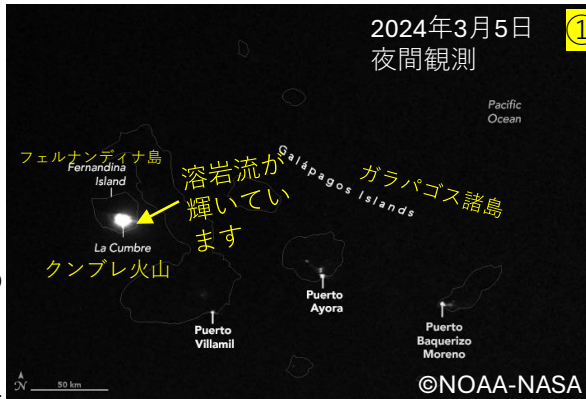 2024年3月5日
夜間観測
①
Pacific
Ocean
フェルナンディナ島
Fernandina
Island
溶岩流が
輝いてい
ます
Galápagos Islands
ガラパゴス諸島
La Cumbre
クンブレ火山
Puerto
Villamil
Puerto
Ayora
Puerto
Baquerizo
Moreno
N
50 km
©NOAA-NASA